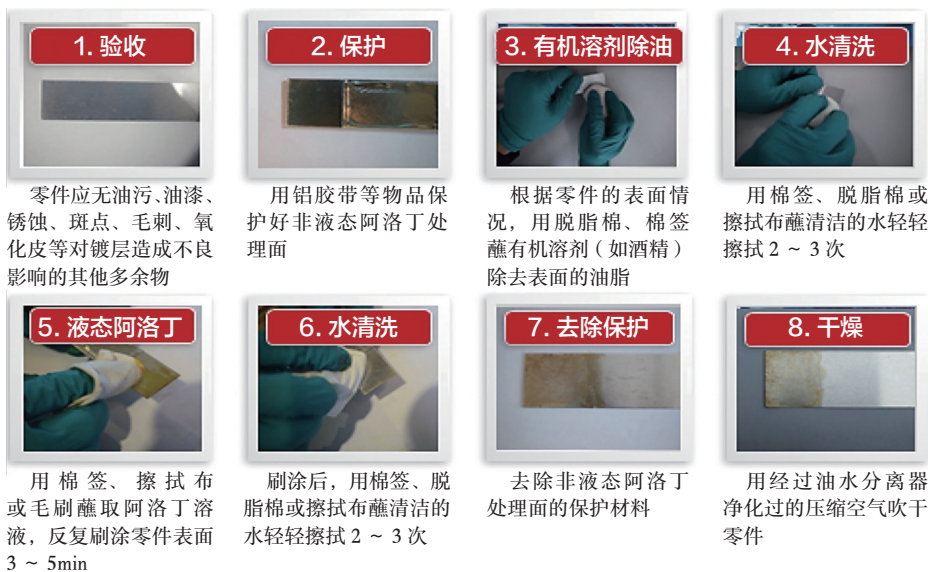 1. 验收
零件应无油污、油漆、
锈蚀、斑点、毛刺、氧
化皮等对镀层造成不良
影响的其他多余物
2. 保护
用铝胶带等物品保
护好非液态阿洛丁处
理面
3. 有机溶剂除油
根据零件的表面情
况，用脱脂棉、棉签
蘸有机溶剂（如酒精）
除去表面的油脂
4. 水清洗
用棉签、脱脂棉或
擦拭布蘸清洁的水轻轻
擦拭 2 ～ 3 次
5. 液态阿洛丁
用棉签、擦拭布
或毛刷蘸取阿洛丁溶
液，反复刷涂零件表面
3 ～ 5min
6. 水清洗
刷涂后，用棉签、脱
脂棉或擦拭布蘸清洁的
水轻轻擦拭 2 ～ 3 次
7. 去除保护
去除非液态阿洛丁
处理面的保护材料
8. 干燥
用经过油水分离器
净化过的压缩空气吹干
零件